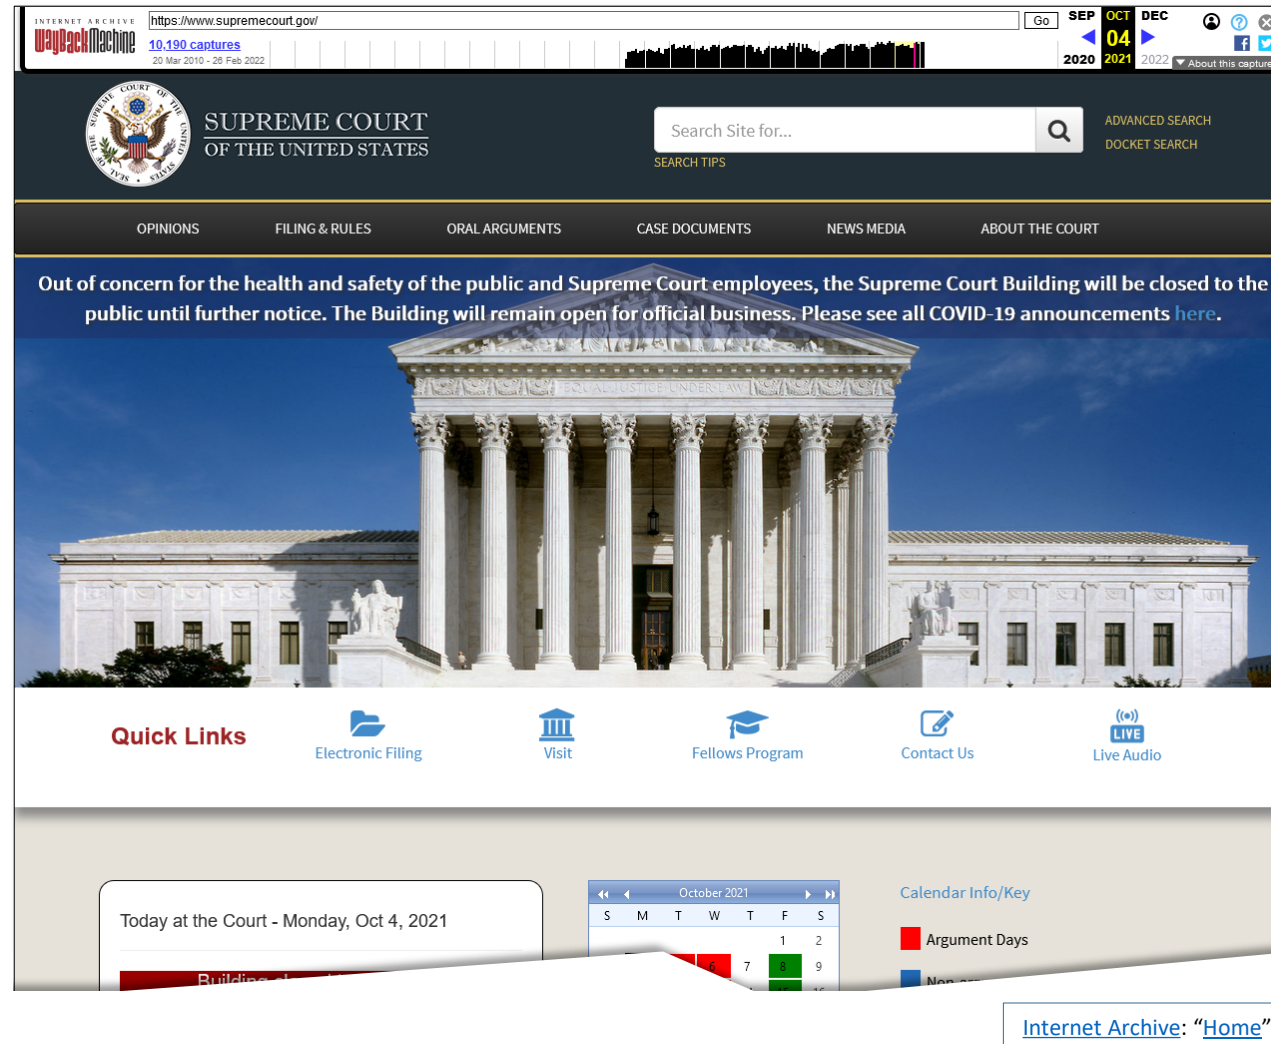 INTERNET ARCHIVE
WayBackMachine
https://www.supremecourt.gov/
Go
SEP OCT DEC
10,190 captures
04
20 Mar 2010 - 26 Feb 2022
2020 2021 2022
About this capture
SUPREME COURT
OF THE UNITED STATES
Search Site for...
SEARCH TIPS
ADVANCED SEARCH
DOCKET SEARCH
OPINIONS FILING & RULES ORAL ARGUMENTS CASE DOCUMENTS NEWS MEDIA ABOUT THE COURT
Out of concern for the health and safety of the public and Supreme Court employees, the Supreme Court Building will be closed to the
public until further notice. The Building will remain open for official business. Please see all COVID-19 announcements here.
EQUAL JUSTICE UNDER LAW
Quick Links
Electronic Filing
Visit
Fellows Program
Contact Us
LIVE
Live Audio
Today at the Court - Monday, Oct 4, 2021
Building
October 2021
S M T W T F S
1 2
6 7 8 9
Calendar Info/Key
Argument Days
Internet Archive: “Home”